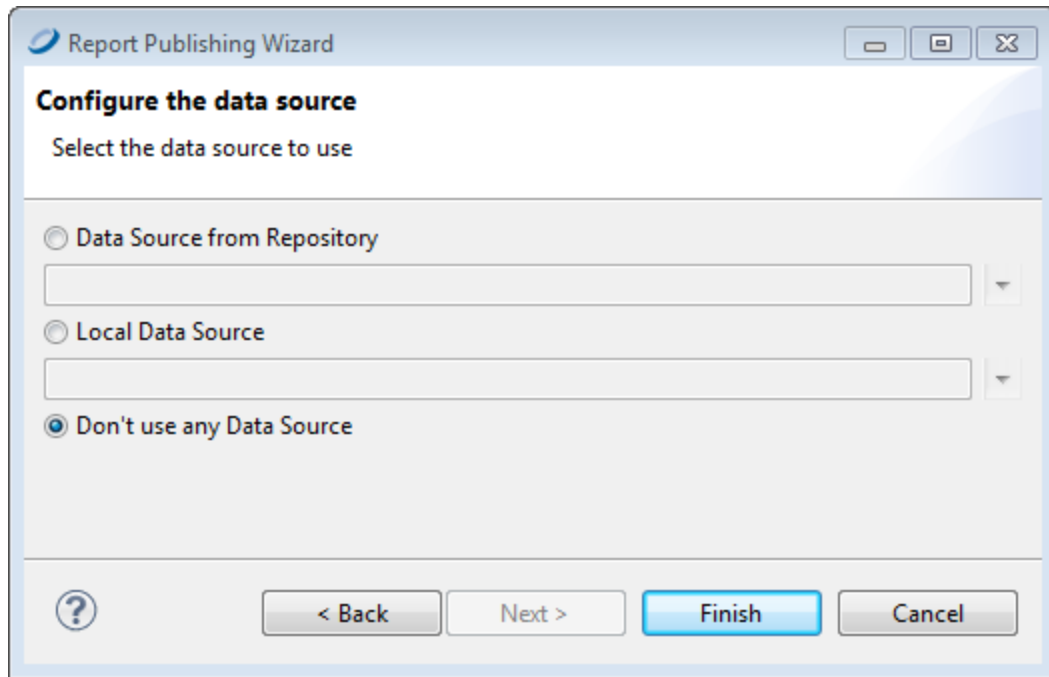 Report Publishing Wizard
Configure the data source
Select the data source to use
Data Source from Repository
Local Data Source
Don't use any Data Source
? < Back Next > Finish Cancel